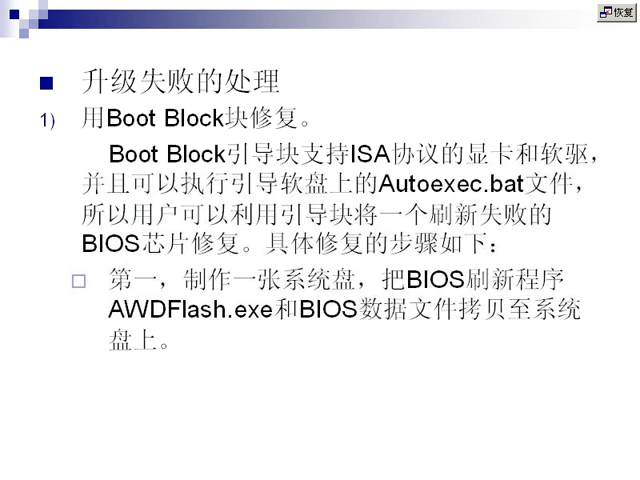 恢复
升级失败的处理
1) 用Boot Block块修复。
Boot Block引导块支持ISA协议的显卡和软驱，
并且可以执行引导软盘上的Autoexec.bat文件，
所以用户可以利用引导块将一个刷新失败的
BIOS芯片修复。具体修复的步骤如下：
第一，制作一张系统盘，把BIOS刷新程序
AWDFlash.exe和BIOS数据文件拷贝至系统
盘上。